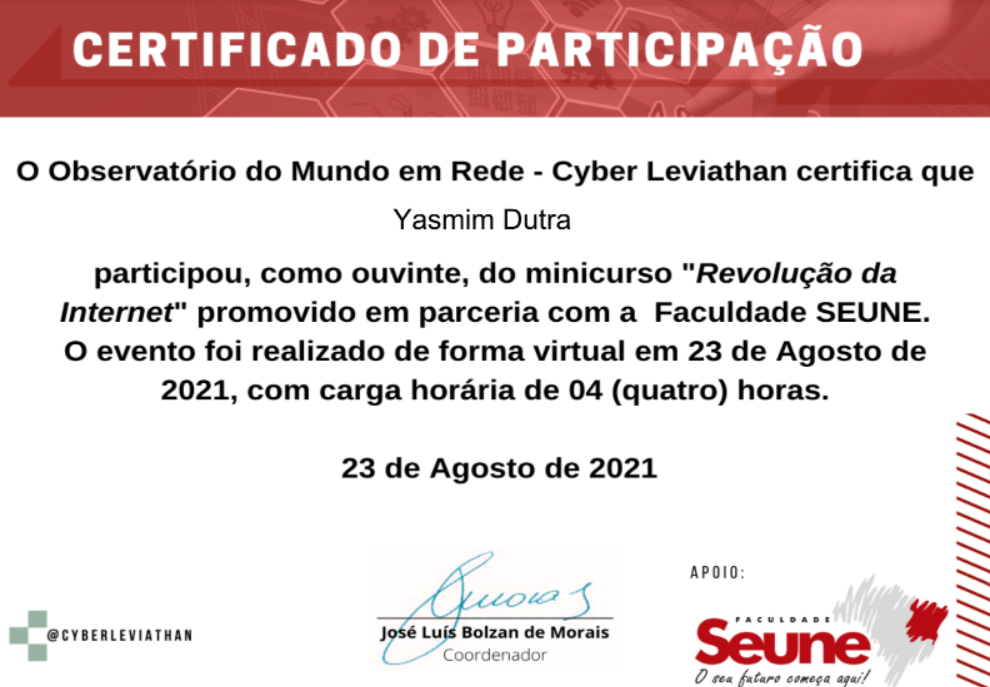 CERTIFICADO DE PARTICIPAÇÃO
O Observatório do Mundo em Rede - Cyber Leviathan certifica que
Yasmim Dutra
participou, como ouvinte, do minicurso "Revolução da
Internet" promovido em parceria com a Faculdade SEUNE.
O evento foi realizado de forma virtual em 23 de Agosto de
2021, com carga horária de 04 (quatro) horas.
23 de Agosto de 2021
José Luís Bolzan de Morais
Coordenador
@CYBERLEVIATHAN
APOIO:
FACULDADE
Seune
O seu futuro começa aqui!